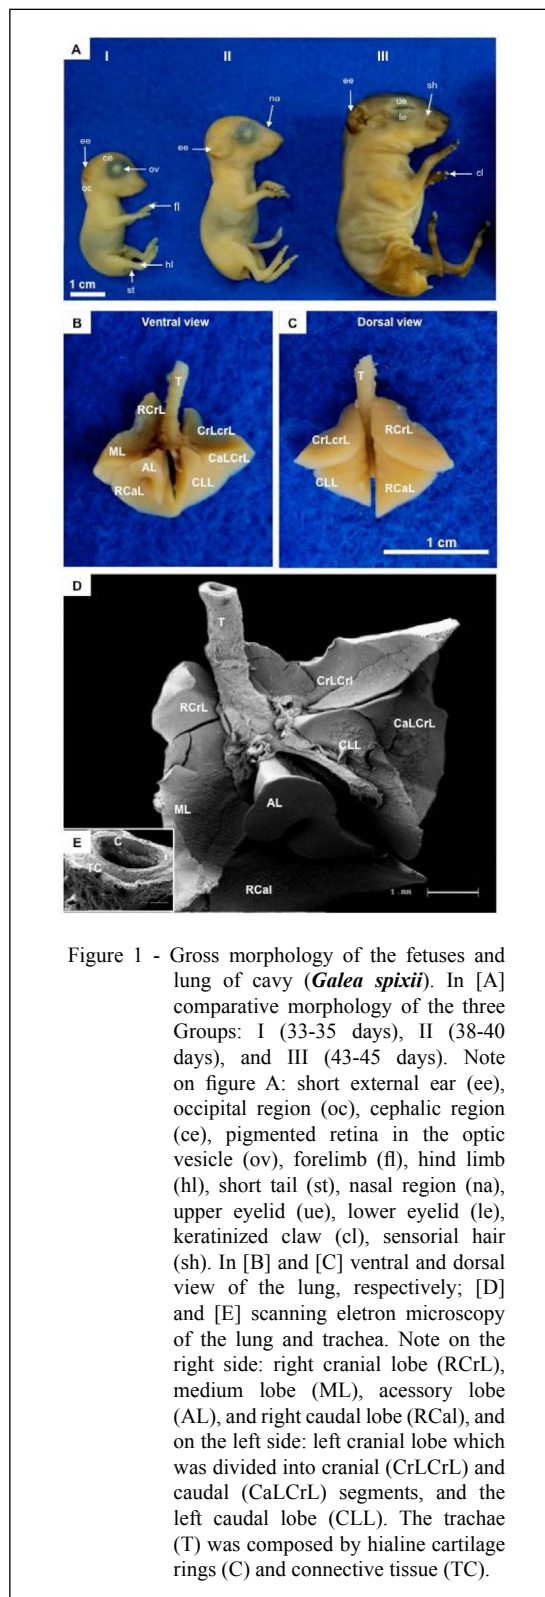 A
I
II
III
ee
sh
ue
le
na
ee
ee
ce
ov
oc
cl
fl
hl
st
1 cm
B
Ventral view
C
Dorsal view
T
T
RCrL
CrLcrL
ML
AL
CaLCrL
RCaL
CLL
CrLcrL
RCrL
CLL
RCaL
1 cm
D
T
CrLCrl
RCrL
CaLCrL
CLL
ML
AL
E
C
TC
RCal
1 mm
Figure 1 - Gross morphology of the fetuses and
lung of cavy (Galea spixii). In [A]
comparative morphology of the three
Groups: I (33-35 days), II (38-40
days), and III (43-45 days). Note
on figure A: short external ear (ee),
occipital region (oc), cephalic region
(ce), pigmented retina in the optic
vesicle (ov), forelimb (fl), hind limb
(hl), short tail (st), nasal region (na),
upper eyelid (ue), lower eyelid (le),
keratinized claw (cl), sensorial hair
(sh). In [B] and [C] ventral and dorsal
view of the lung, respectively; [D]
and [E] scanning eletron microscopy
of the lung and trachea. Note on the
right side: right cranial lobe (RCrL),
medium lobe (ML), acessory lobe
(AL), and right caudal lobe (RCal), and
on the left side: left cranial lobe which
was divided into cranial (CrLCrL) and
caudal (CaLCrL) segments, and the
left caudal lobe (CLL). The trachae
(T) was composed by hialine cartilage
rings (C) and connective tissue (TC).